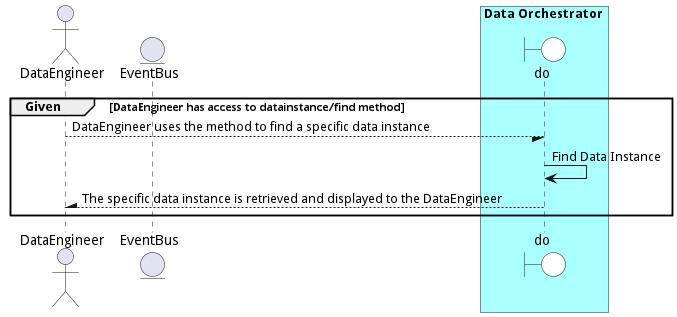 Data Orchestrator
DataEngineer EventBus do
Given [DataEngineer has access to datainstance/find method]
DataEngineer uses the method to find a specific data instance
Find Data Instance
The specific data instance is retrieved and displayed to the DataEngineer
DataEngineer EventBus do